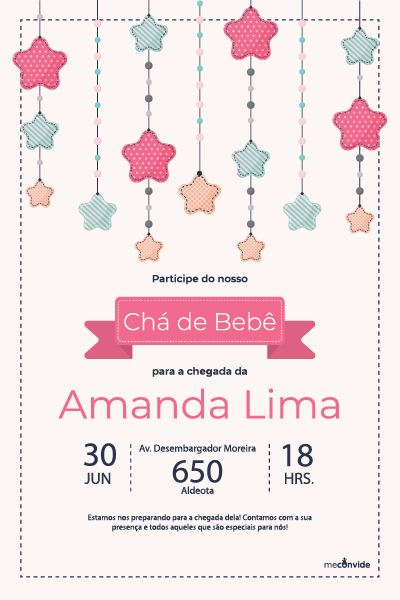 Participe do nosso
Chá de Bebê
para a chegada da
Amanda Lima
30
JUN
Av. Desembargador Moreira
650
Aldeota
18
HRS.
Estamos nos preparando para a chegada dela! Contamos com a sua
presença e todos aqueles que são especiais para nós!
meconvide